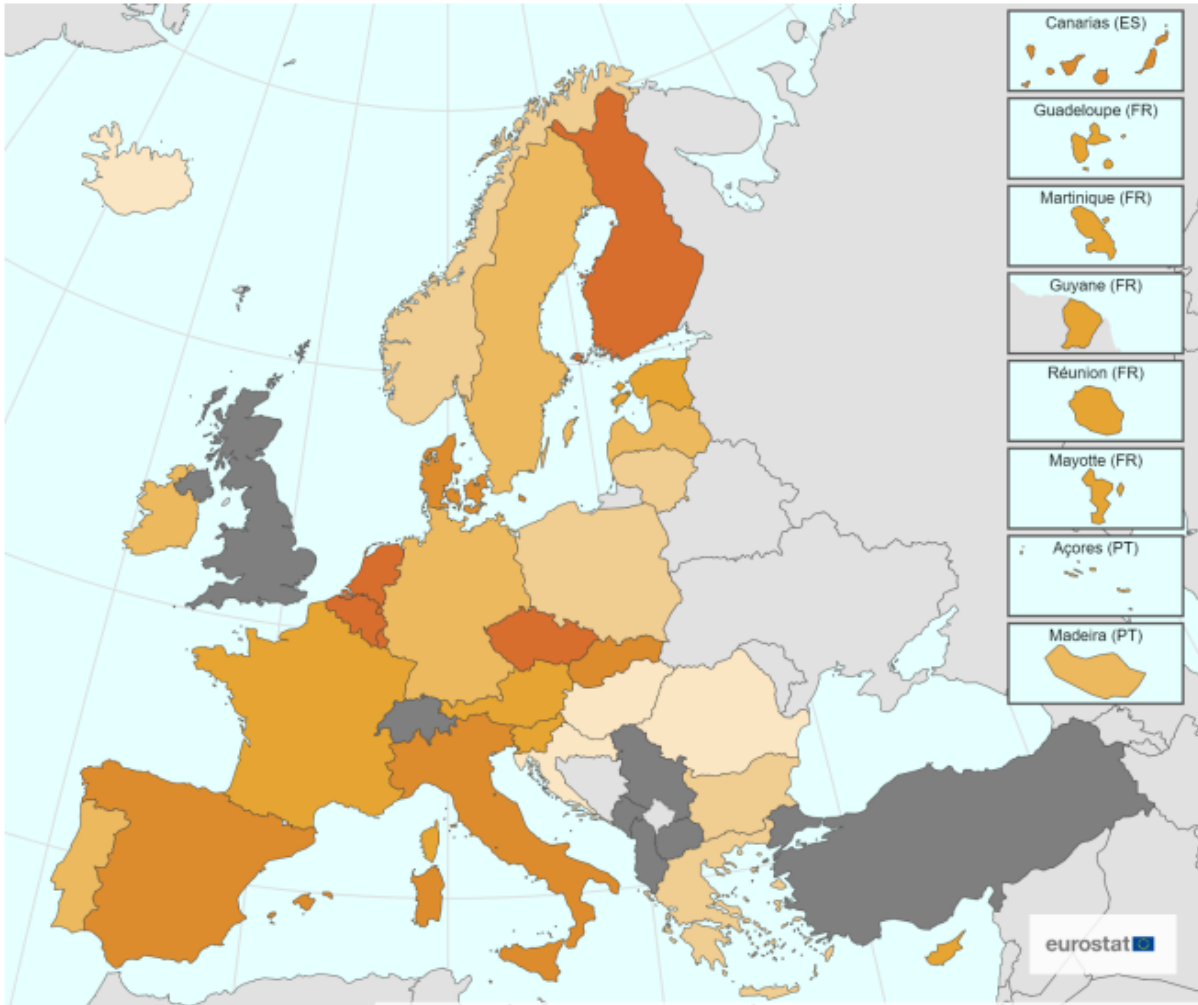 Canarias (ES)
Guadeloupe (FR)
Martinique (FR)
Guyane (FR)
Réunion (FR)
Mayotte (FR)
Açores (PT)
Madeira (PT)
eurostat